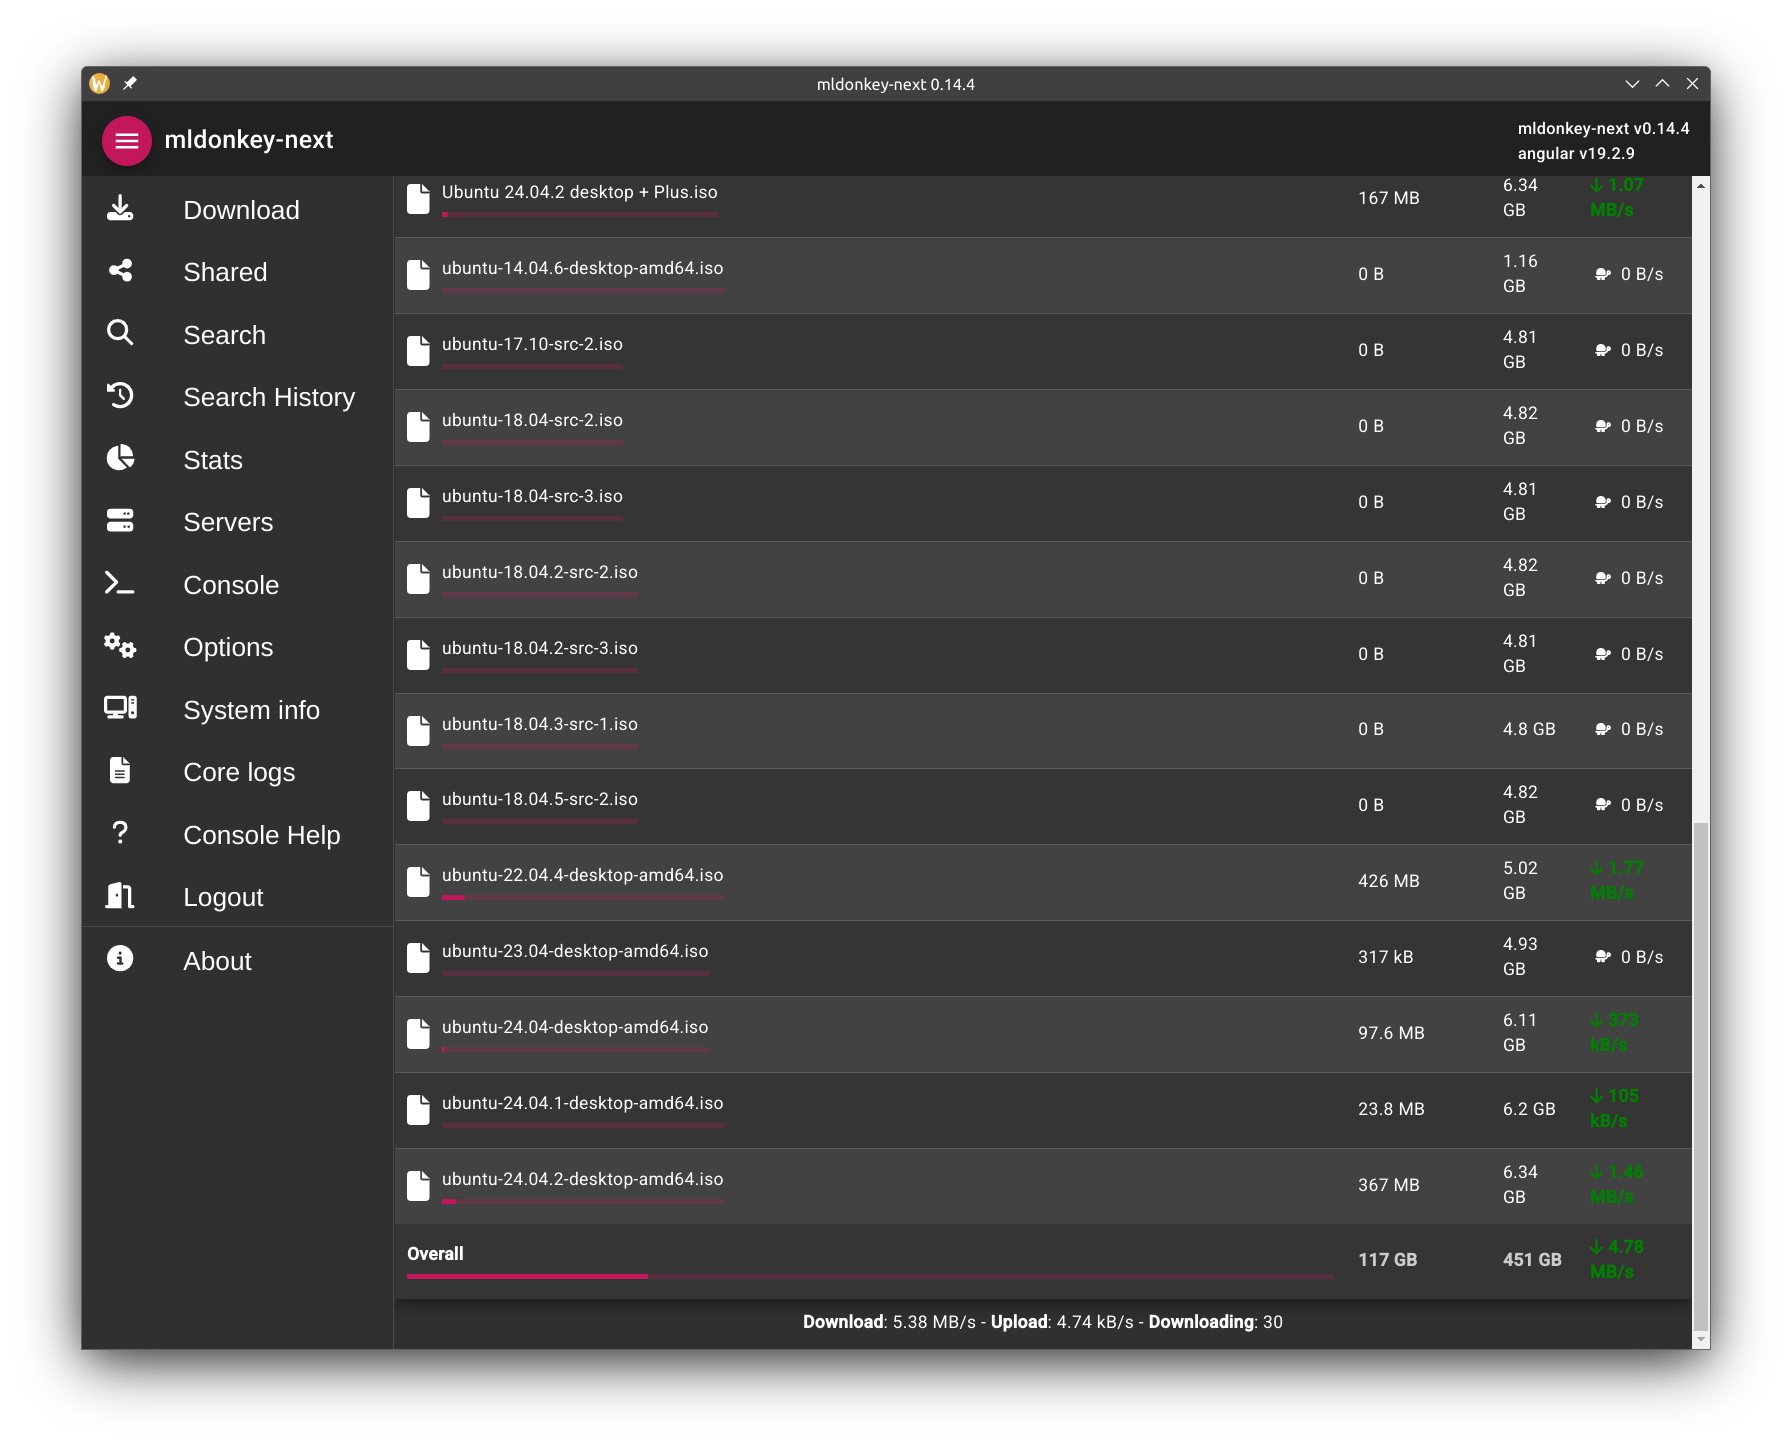 mldonkey-next 0.14.4
mldonkey-next
mldonkey-next v0.14.4
angular v19.2.9
Download
Shared
Search
Search History
Stats
Servers
Console
Options
System info
Core logs
Console Help
Logout
About
Ubuntu 24.04.2 desktop + Plus.iso 167 MB 6.34 GB 1.07 MB/s
ubuntu-14.04.6-desktop-amd64.iso 0 B 1.16 GB 0 B/s
ubuntu-17.10-src-2.iso 0 B 4.81 GB 0 B/s
ubuntu-18.04-src-2.iso 0 B 4.82 GB 0 B/s
ubuntu-18.04-src-3.iso 0 B 4.81 GB 0 B/s
ubuntu-18.04.2-src-2.iso 0 B 4.82 GB 0 B/s
ubuntu-18.04.2-src-3.iso 0 B 4.81 GB 0 B/s
ubuntu-18.04.3-src-1.iso 0 B 4.8 GB 0 B/s
ubuntu-18.04.5-src-2.iso 0 B 4.82 GB 0 B/s
ubuntu-22.04.4-desktop-amd64.iso 426 MB 5.02 GB 1.77 MB/s
ubuntu-23.04-desktop-amd64.iso 317 kB 4.93 GB 0 B/s
ubuntu-24.04-desktop-amd64.iso 97.6 MB 6.11 GB 373 kB/s
ubuntu-24.04.1-desktop-amd64.iso 23.8 MB 6.2 GB 105 kB/s
ubuntu-24.04.2-desktop-amd64.iso 367 MB 6.34 GB 1.46 MB/s
Overall 117 GB 451 GB 4.78 MB/s
Download: 5.38 MB/s - Upload: 4.74 kB/s - Downloading: 30